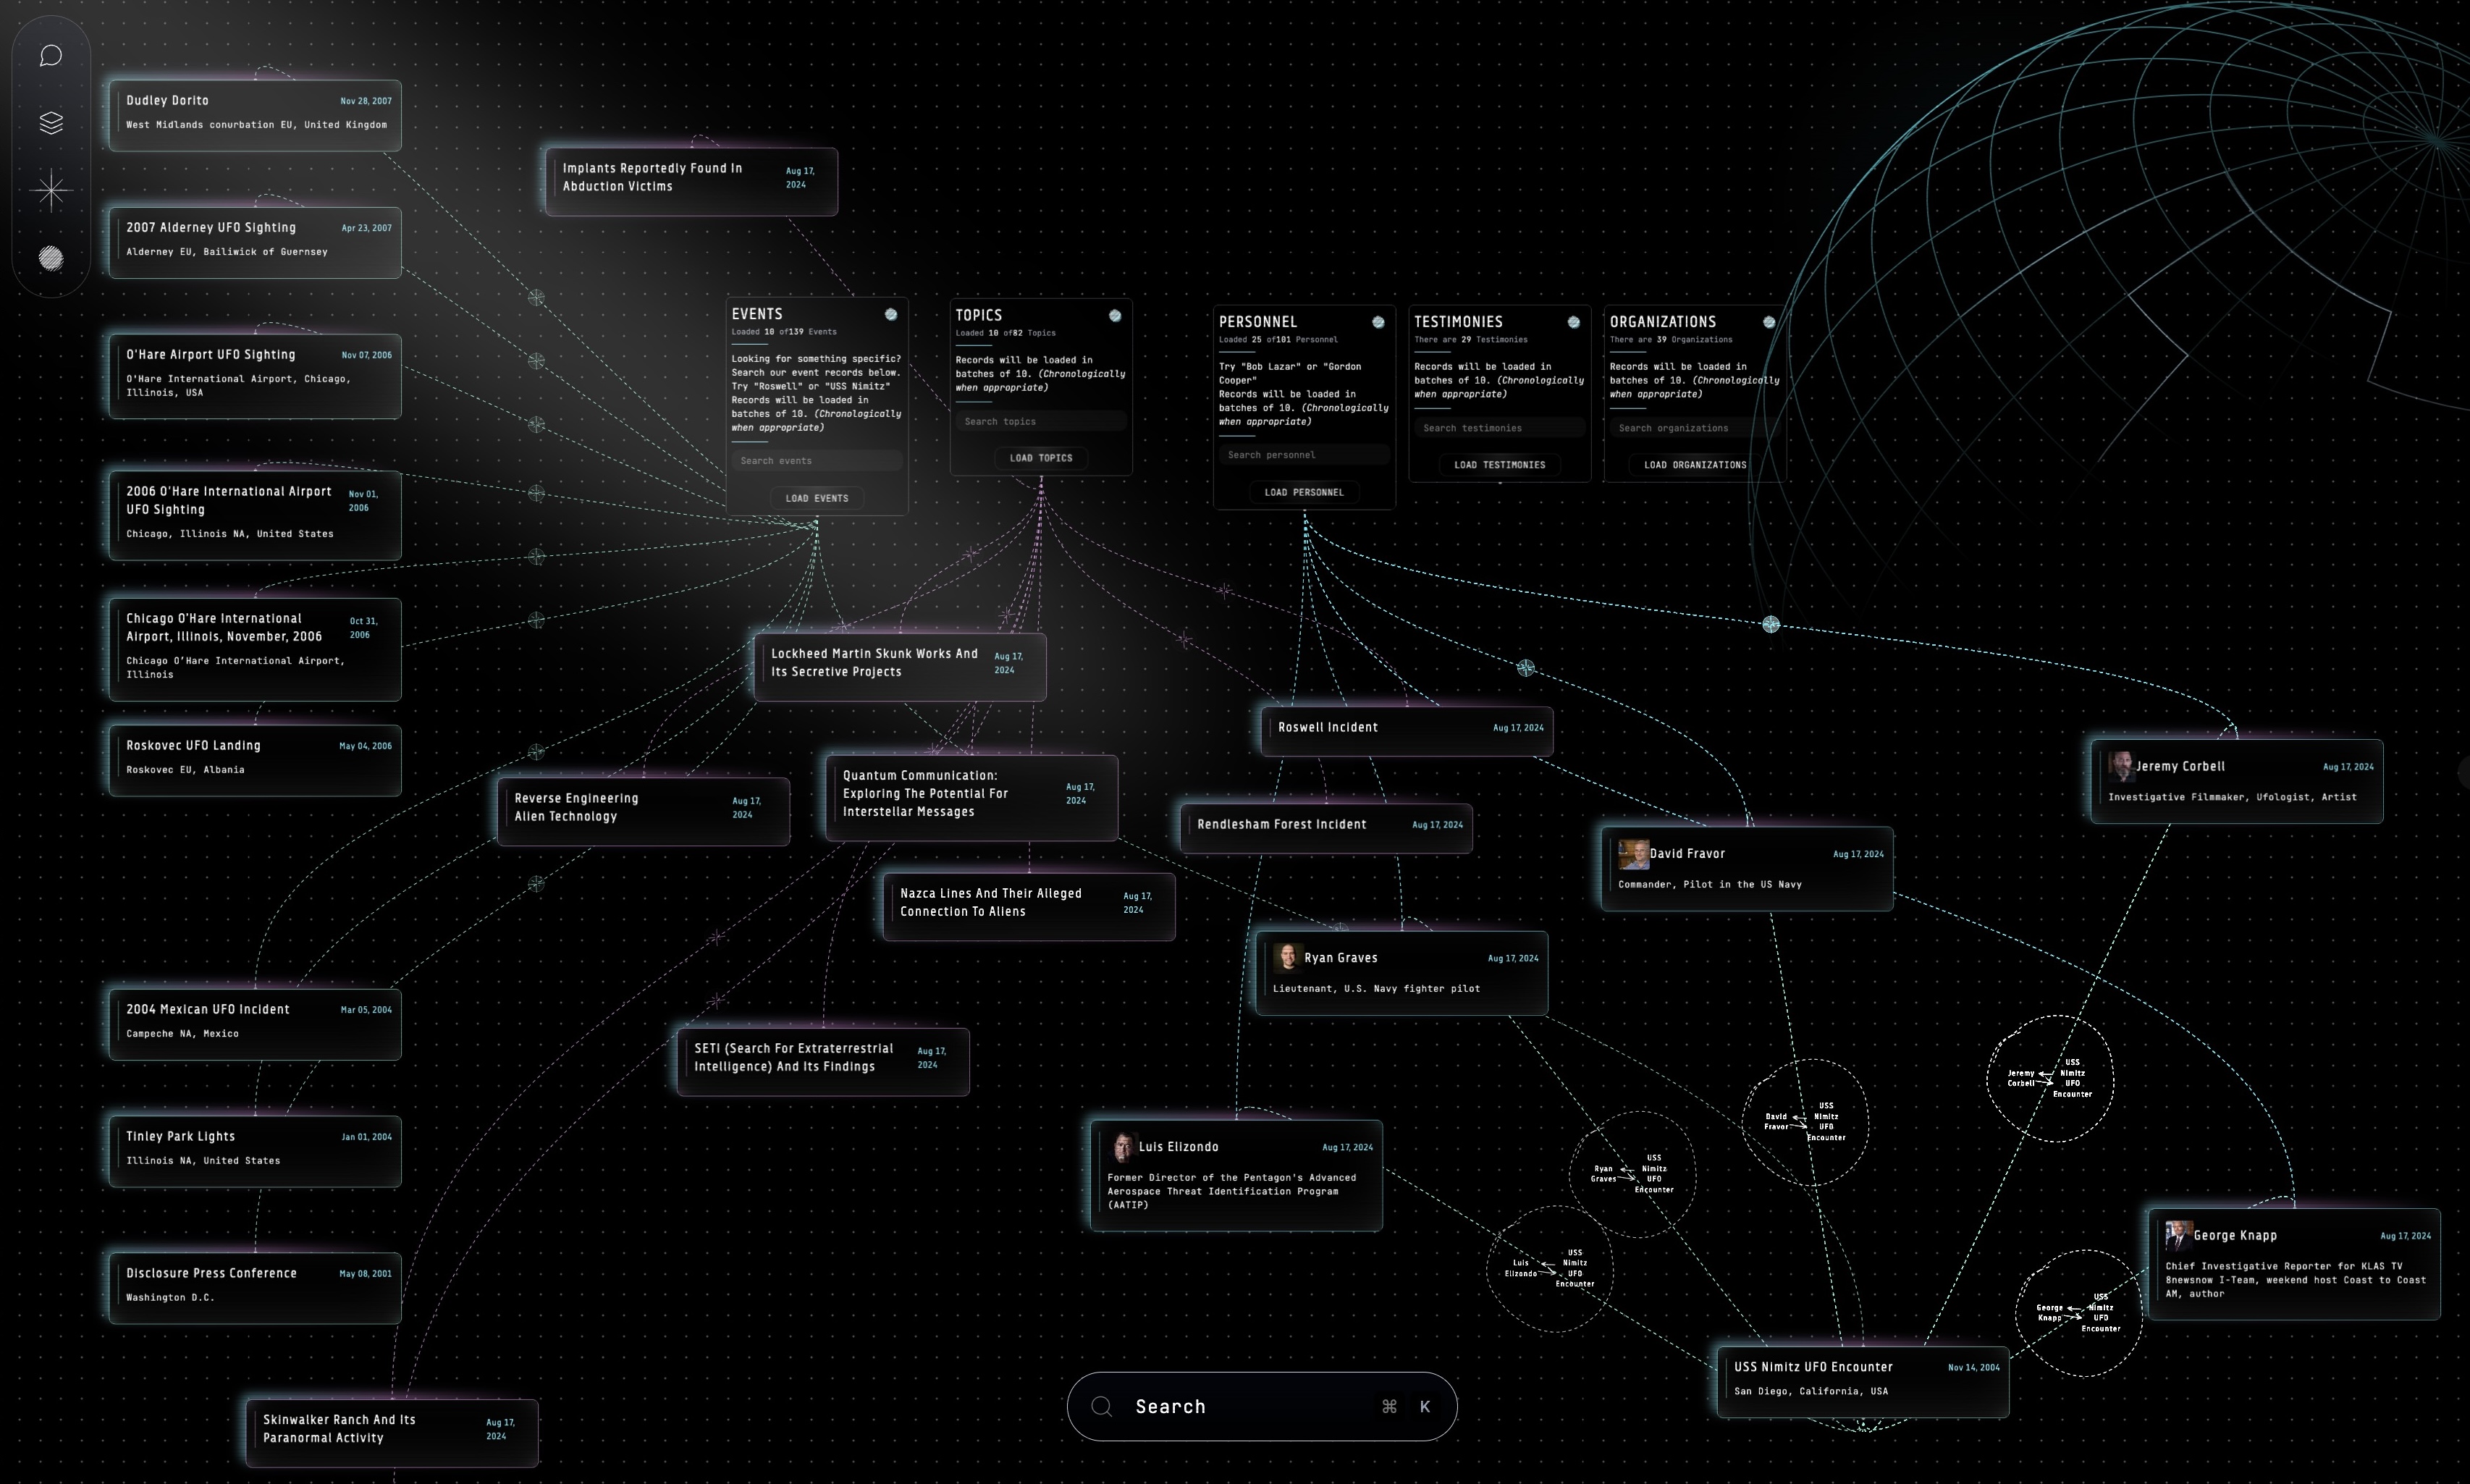 Dudley Dorito
Nov 28, 2007
West Midlands conurbation EU, United Kingdom
2007 Alderney UFO Sighting
Apr 23, 2007
Alderney EU, Bailiwick of Guernsey
O'Hare Airport UFO Sighting
Nov 07, 2006
O'Hare International Airport, Chicago,
Illinois, USA
2006 O'Hare International Airport
UFO Sighting
Nov 01,
2006
Chicago, Illinois NA, United States
Chicago O'Hare International
Airport, Illinois, November, 2006
Oct 31,
2006
Chicago O’Hare International Airport,
Illinois
Roskovec UFO Landing
May 04, 2006
Roskovec EU, Albania
2004 Mexican UFO Incident
Mar 05, 2004
Campeche NA, Mexico
Tinley Park Lights
Jan 01, 2004
Illinois NA, United States
Disclosure Press Conference
May 08, 2001
Washington D.C.
Skinwalker Ranch And Its
Paranormal Activity
Aug 17,
2024
Implants Reportedly Found In
Abduction Victims
Aug 17,
2024
EVENTS
Loaded 10 of139 Events
Looking for something specific?
Search our event records below.
Try "Roswell" or "USS Nimitz"
Records will be loaded in
batches of 10. (Chronologically
when appropriate)
Search events
LOAD EVENTS
TOPICS
Loaded 10 of82 Topics
Records will be loaded in
batches of 10. (Chronologically
when appropriate)
Search topics
LOAD TOPICS
PERSONNEL
Loaded 25 of101 Personnel
Try "Bob Lazar" or "Gordon
Cooper"
Records will be loaded in
batches of 10. (Chronologically
when appropriate)
Search personnel
LOAD PERSONNEL
TESTIMONIES
There are 29 Testimonies
Records will be loaded in
batches of 10. (Chronologically
when appropriate)
Search testimonies
LOAD TESTIMONIES
ORGANIZATIONS
There are 39 Organizations
Records will be loaded in
batches of 10. (Chronologically
when appropriate)
Search organizations
LOAD ORGANIZATIONS
Lockheed Martin Skunk Works And
Its Secretive Projects
Aug 17,
2024
Reverse Engineering
Alien Technology
Aug 17,
2024
Quantum Communication:
Exploring The Potential For
Interstellar Messages
Aug 17,
2024
Nazca Lines And Their Alleged
Connection To Aliens
Aug 17,
2024
SETI (Search For Extraterrestrial
Intelligence) And Its Findings
Aug 17,
2024
Roswell Incident
Aug 17, 2024
Rendlesham Forest Incident
Aug 17, 2024
Ryan Graves
Aug 17, 2024
Lieutenant, U.S. Navy fighter pilot
David Fravor
Aug 17, 2024
Commander, Pilot in the US Navy
Jeremy Corbell
Aug 17, 2024
Investigative Filmmaker, Ufologist, Artist
Luis Elizondo
Aug 17, 2024
Former Director of the Pentagon's Advanced
Aerospace Threat Identification Program
(AATIP)
George Knapp
Aug 17, 2024
Chief Investigative Reporter for KLAS TV
8newsnow I-Team, weekend host Coast to Coast
AM, author
Jeremy
Corbell
USS
Nimitz
UFO
Encounter
David
Fravor
USS
Nimitz
UFO
Encounter
Ryan
Graves
USS
Nimitz
UFO
Encounter
Luis
Elizondo
USS
Nimitz
UFO
Encounter
George
Knapp
USS
Nimitz
UFO
Encounter
USS Nimitz UFO Encounter
Nov 14, 2004
San Diego, California, USA
Search
⌘ K